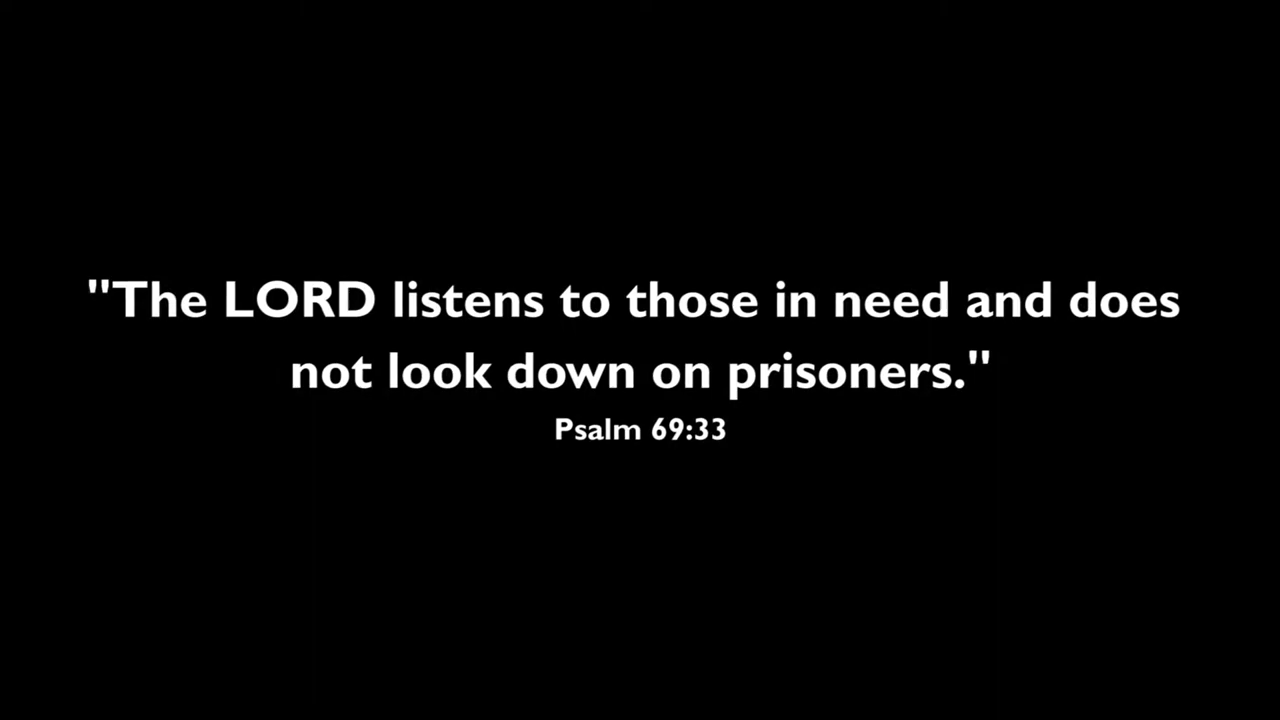 "The LORD listens to those in need and does
not look down on prisoners."
Psalm 69:33